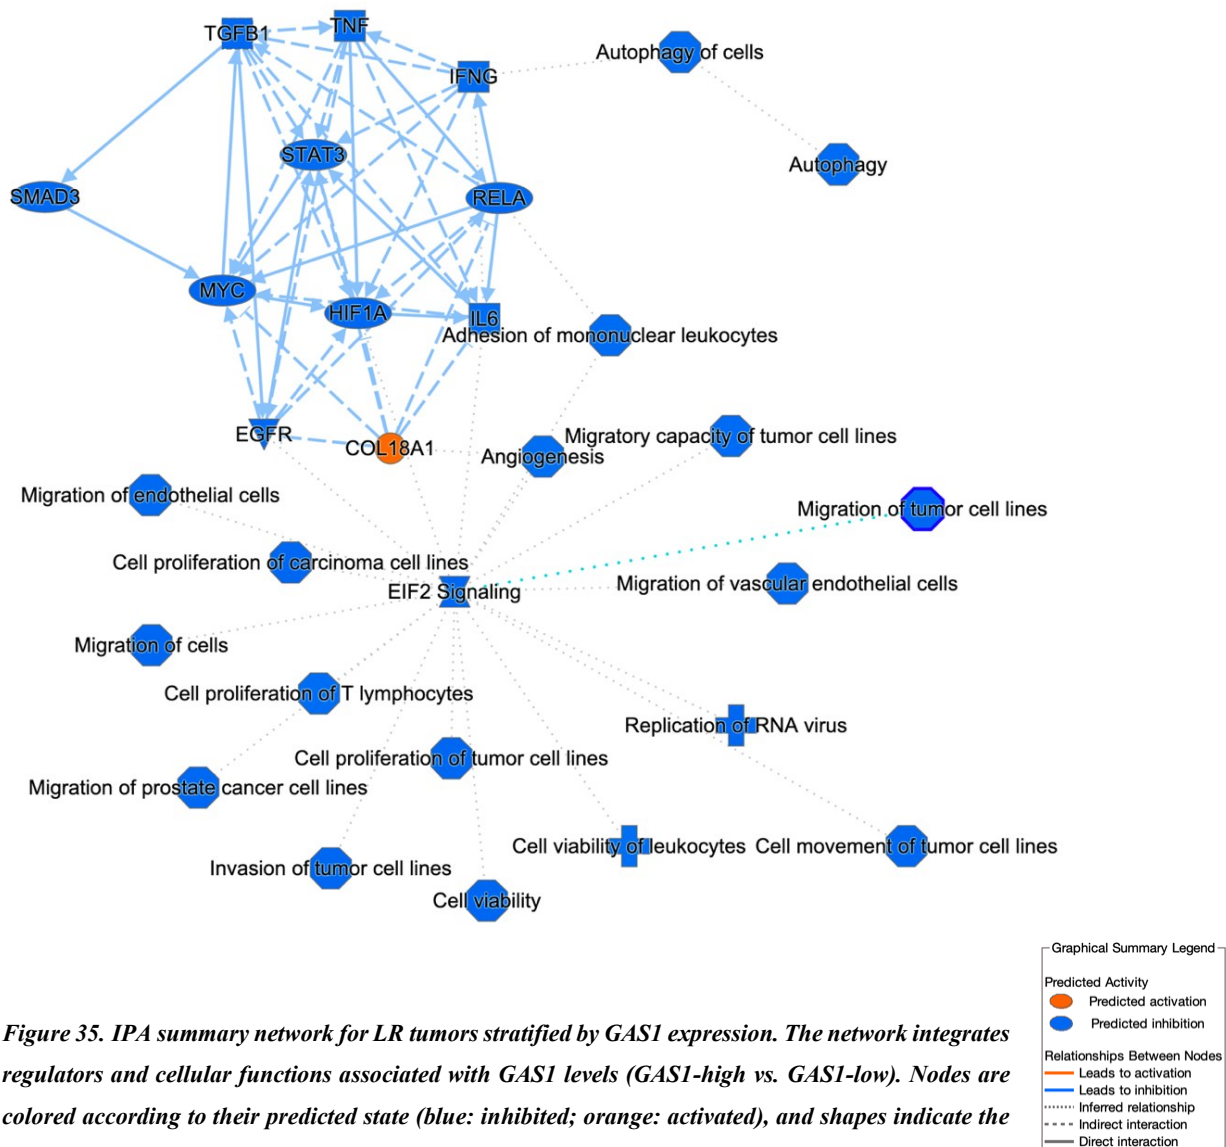 TGFB1
TNF
IFNG
Autophagy of cells
Autophagy
STAT3
SMAD3
RELA
MYC
HIF1A
IL6
Adhesion of mononuclear leukocytes
EGFR
COL18A1
Angiogenesis
Migratory capacity of tumor cell lines
Migration of endothelial cells
Migration of tumor cell lines
Cell proliferation of carcinoma cell lines
EIF2 Signaling
Migration of vascular endothelial cells
Migration of cells
Cell proliferation of T lymphocytes
Replication of RNA virus
Cell proliferation of tumor cell lines
Migration of prostate cancer cell lines
Cell viability of leukocytes
Cell movement of tumor cell lines
Invasion of tumor cell lines
Cell viability
Graphical Summary Legend
Predicted Activity
Predicted activation
Predicted inhibition
Relationships Between Nodes
Leads to activation
Leads to inhibition
Inferred relationship
Indirect interaction
Direct interaction
Figure 35. IPA summary network for LR tumors stratified by GAS1 expression. The network integrates
regulators and cellular functions associated with GAS1 levels (GAS1-high vs. GAS1-low). Nodes are
colored according to their predicted state (blue: inhibited; orange: activated), and shapes indicate the